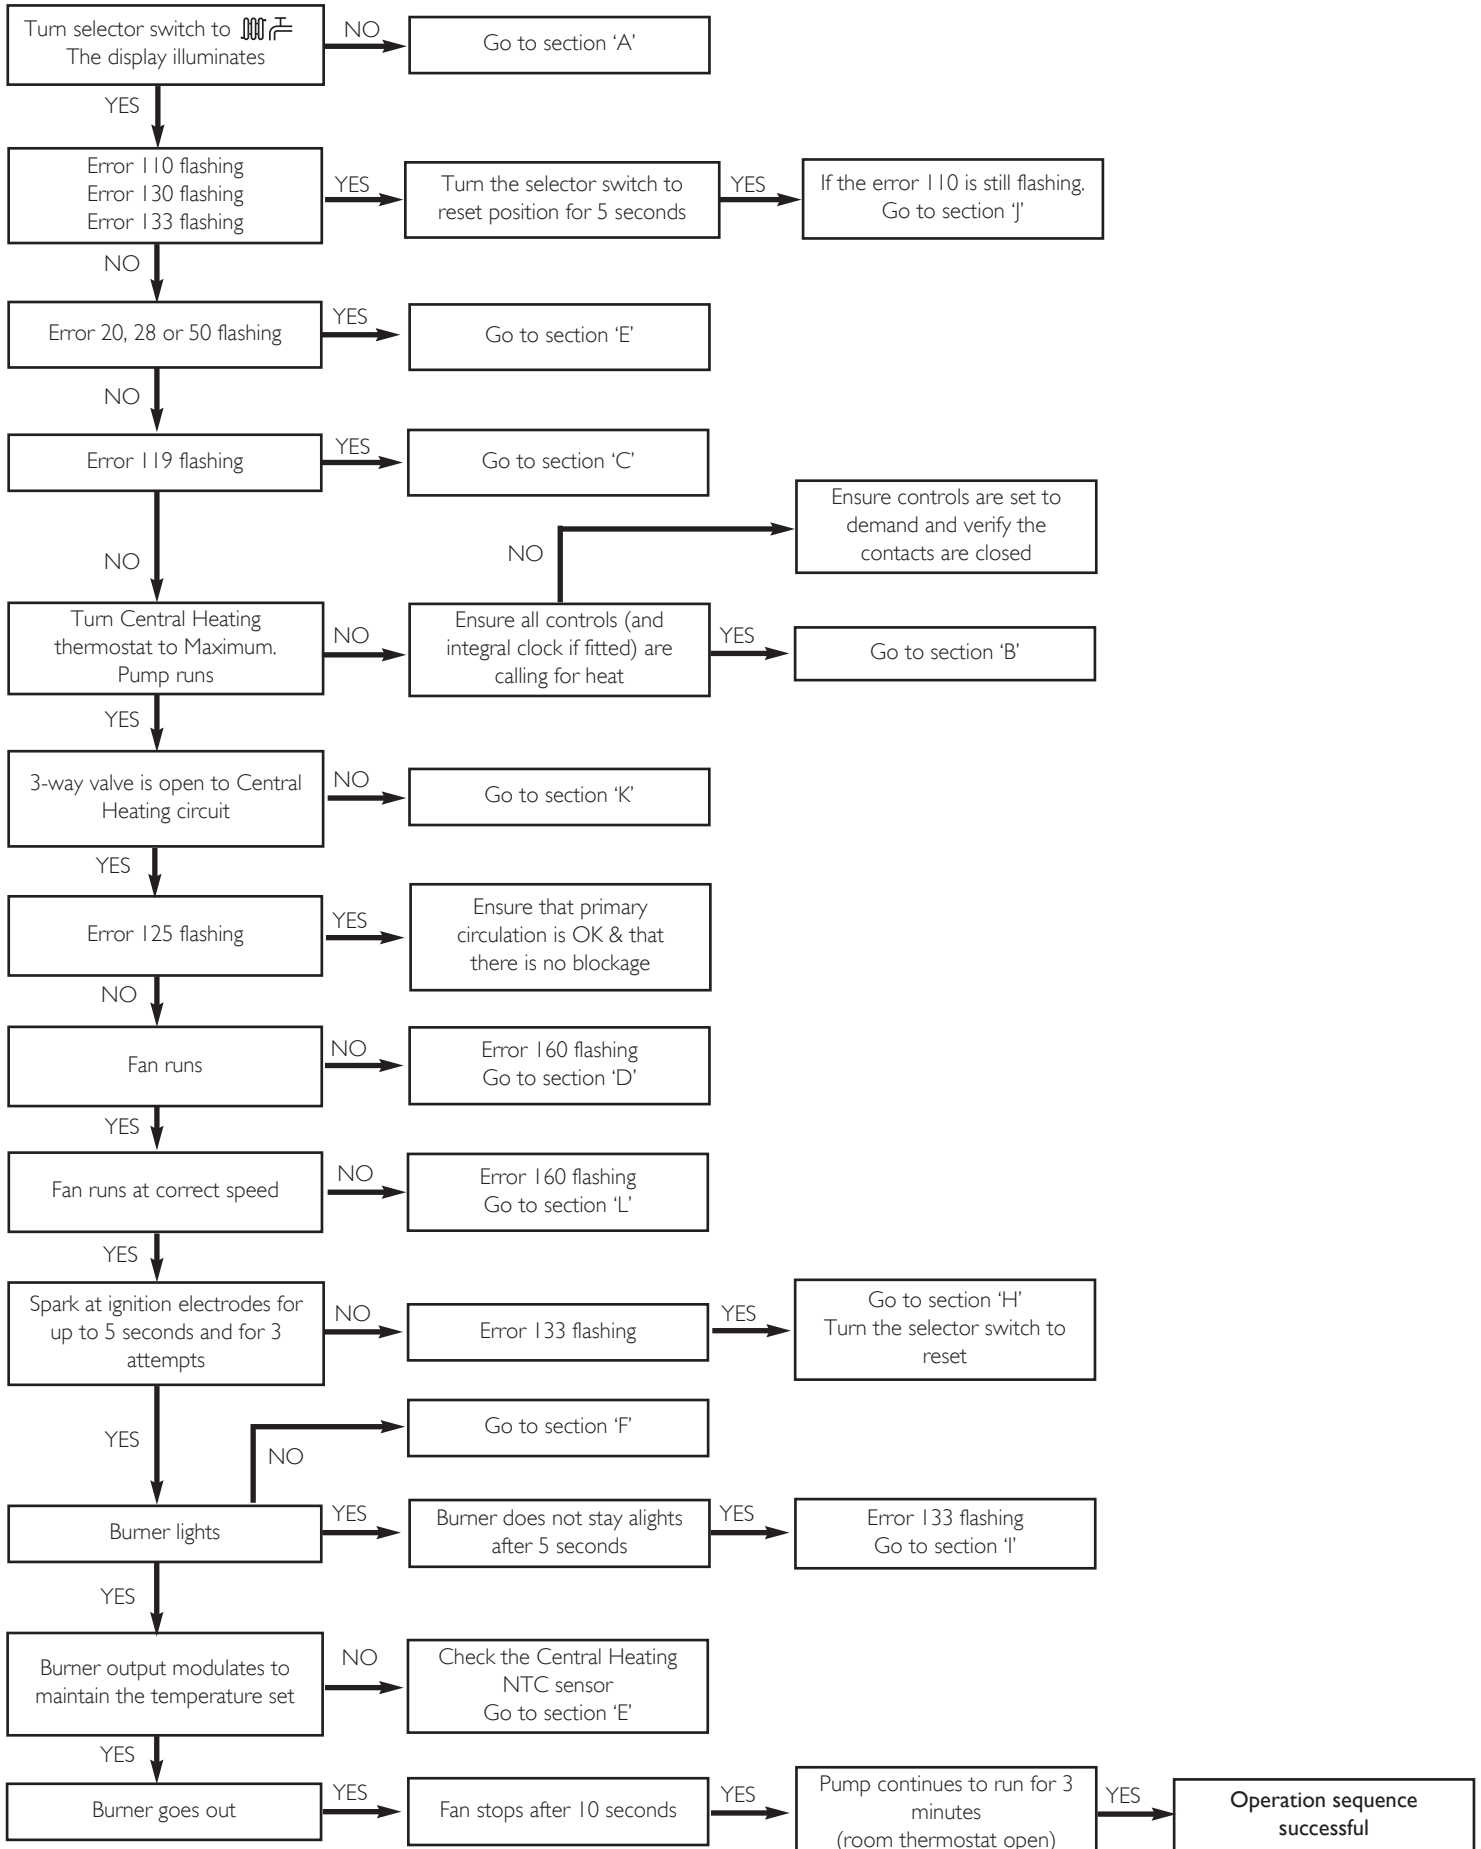 Turn selector switch to
The display illuminates
NO
Go to section ‘A’
YES
Error 110 flashing
Error 130 flashing
Error 133 flashing
YES
Turn the selector switch to
reset position for 5 seconds
YES
If the error 110 is still flashing.
Go to section ‘J’
NO
Error 20, 28 or 50 flashing
YES
Go to section ‘E’
NO
Error 119 flashing
YES
Go to section ‘C’
NO
Ensure controls are set to
demand and verify the
contacts are closed
NO
Turn Central Heating
thermostat to Maximum.
Pump runs
NO
Ensure all controls (and
integral clock if fitted) are
calling for heat
YES
Go to section ‘B’
YES
3-way valve is open to Central
Heating circuit
NO
Go to section ‘K’
YES
Error 125 flashing
YES
Ensure that primary
circulation is OK & that
there is no blockage
NO
Fan runs
NO
Error 160 flashing
Go to section ‘D’
YES
Fan runs at correct speed
NO
Error 160 flashing
Go to section ‘L’
YES
Spark at ignition electrodes for
up to 5 seconds and for 3
attempts
NO
Error 133 flashing
YES
Go to section ‘H’
Turn the selector switch to
reset
YES
Go to section ‘F’
NO
Burner lights
YES
Burner does not stay alights
after 5 seconds
YES
Error 133 flashing
Go to section ‘I’
YES
Burner output modulates to
maintain the temperature set
NO
Check the Central Heating
NTC sensor
Go to section ‘E’
YES
Burner goes out
YES
Fan stops after 10 seconds
YES
Pump continues to run for 3
minutes
(room thermostat open)
YES
Operation sequence
successful